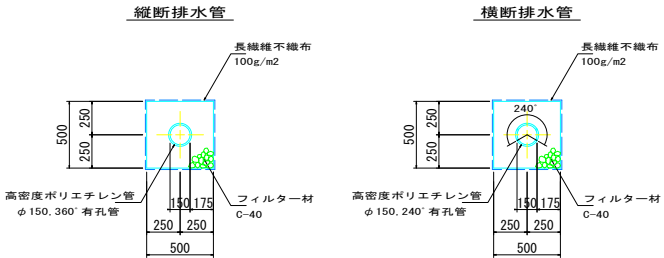 縦断排水管
長繊維不織布
100g/m2
500
250
250
高密度ポリエチレン管
φ150,360°有孔管
150
175
フィルター材
C-40
250
250
500
横断排水管
長繊維不織布
100g/m2
240°
500
250
250
高密度ポリエチレン管
φ150,240°有孔管
150
175
フィルター材
C-40
250
250
500